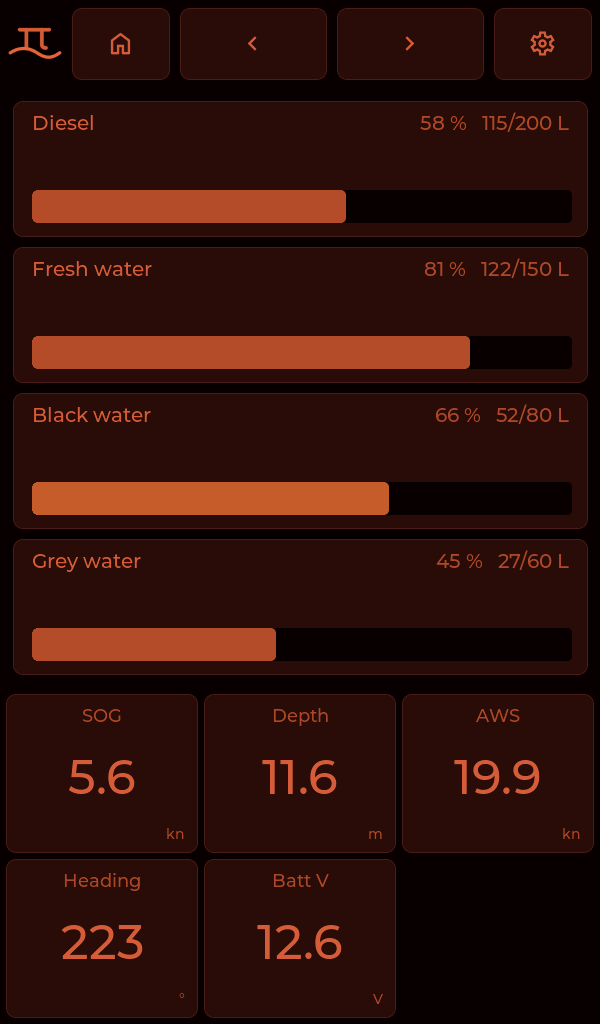 Diesel 58 % 115/200 L
Fresh water 81 % 122/150 L
Black water 66 % 52/80 L
Grey water 45 % 27/60 L
SOG
5.6
kn
Depth
11.6
m
AWS
19.9
kn
Heading
223
°
Batt V
12.6
V